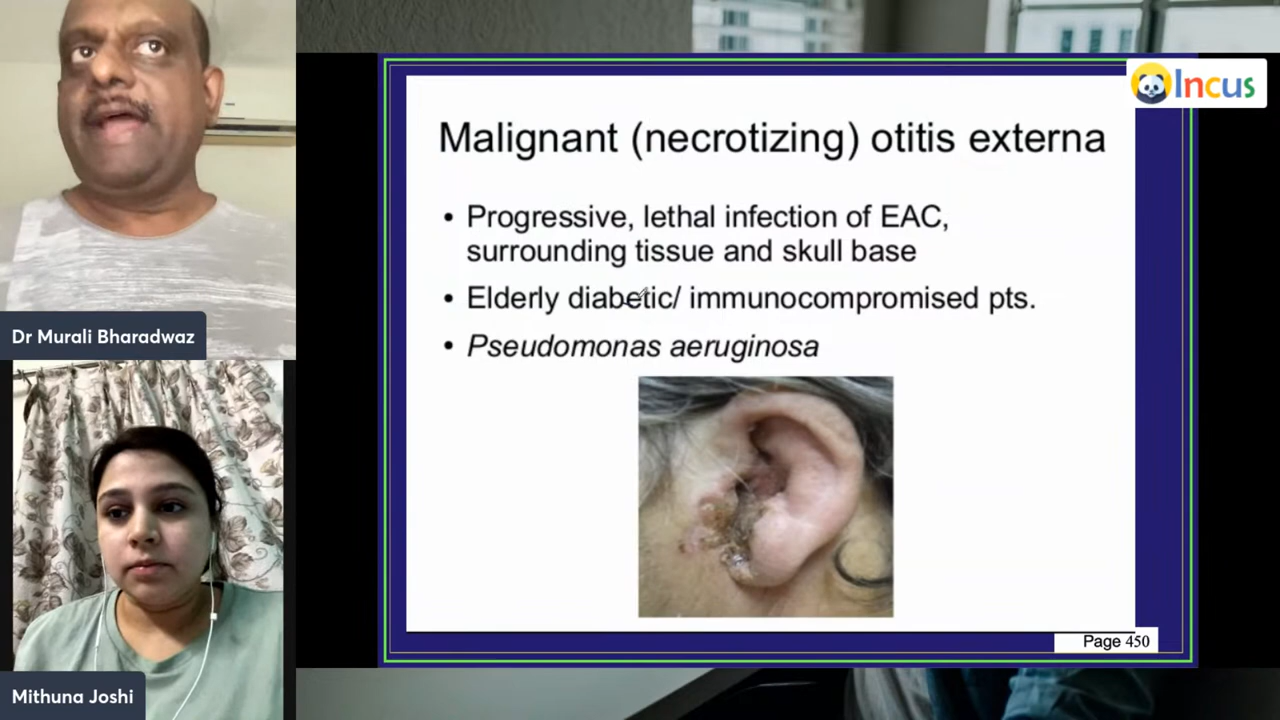 Dr Murali Bharadwaz
Mithuna Joshi
Incus
Malignant (necrotizing) otitis externa
• Progressive, lethal infection of EAC,
surrounding tissue and skull base
• Elderly diabetic/ immunocompromised pts.
• Pseudomonas aeruginosa
Page 450